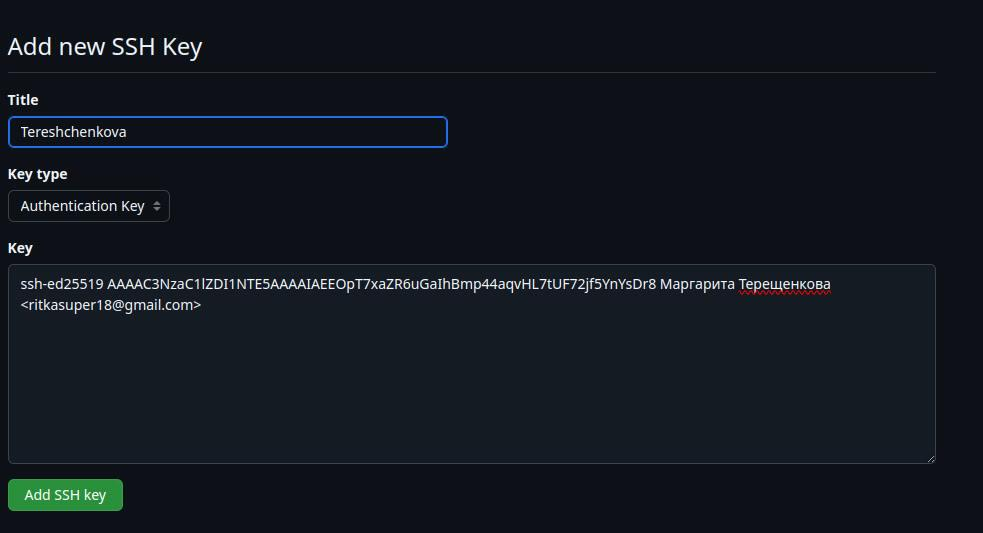 Add new SSH Key
Title
Tereshchenkova
Key type
Authentication Key
Key
ssh-ed25519 AAAAC3NzaC1lZDI1NTE5AAAAIAEEOpT7xaZR6uGaIhBmp44aqvHL7tUF72jf5YnYsDr8 Маргарита Терещенкова
<ritkasuper18@gmail.com>
Add SSH key